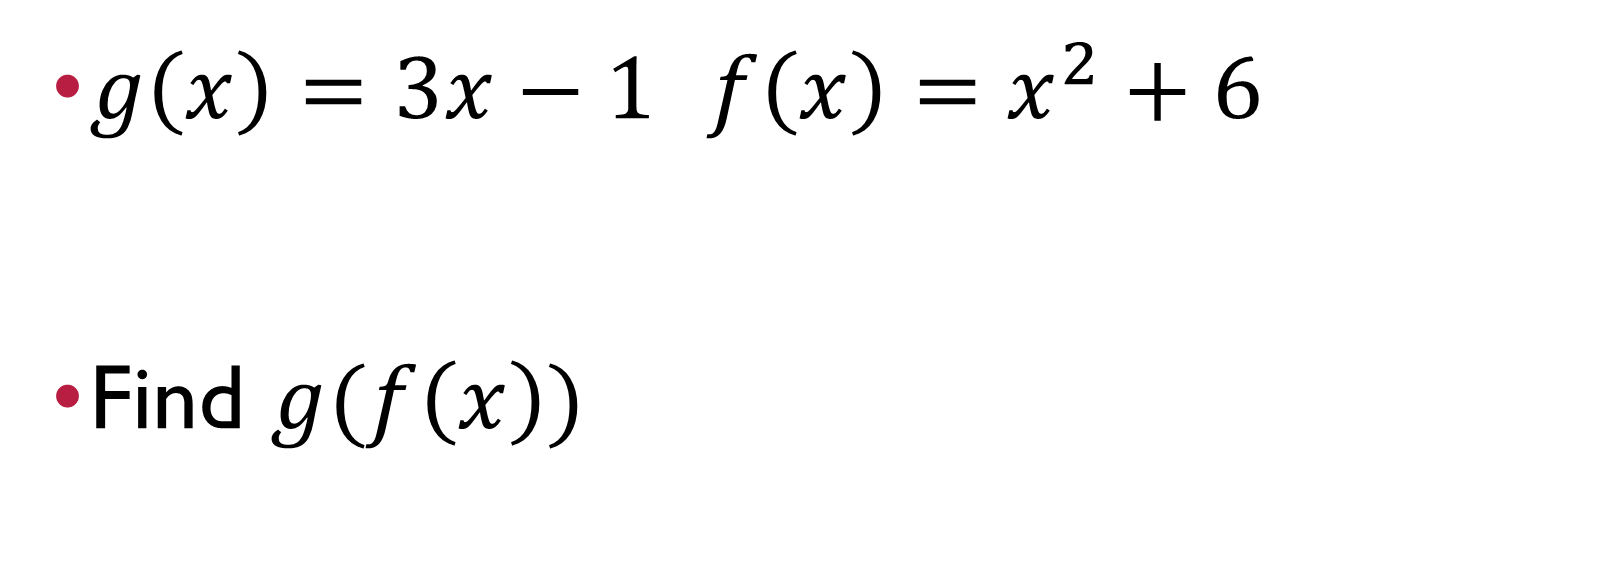 •g(x) = 3x − 1  f(x) = x² + 6
•Find g(f(x))